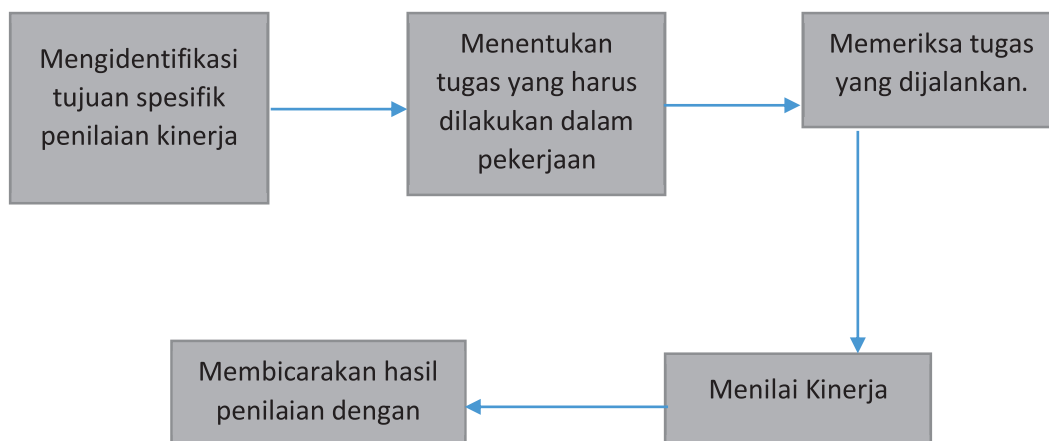 Mengidentifikasi
tujuan spesifik
penilaian kinerja
Menentukan
tugas yang harus
dilakukan dalam
pekerjaan
Memeriksa tugas
yang dijalankan.
Menilai Kinerja
Membicarakan hasil
penilaian dengan